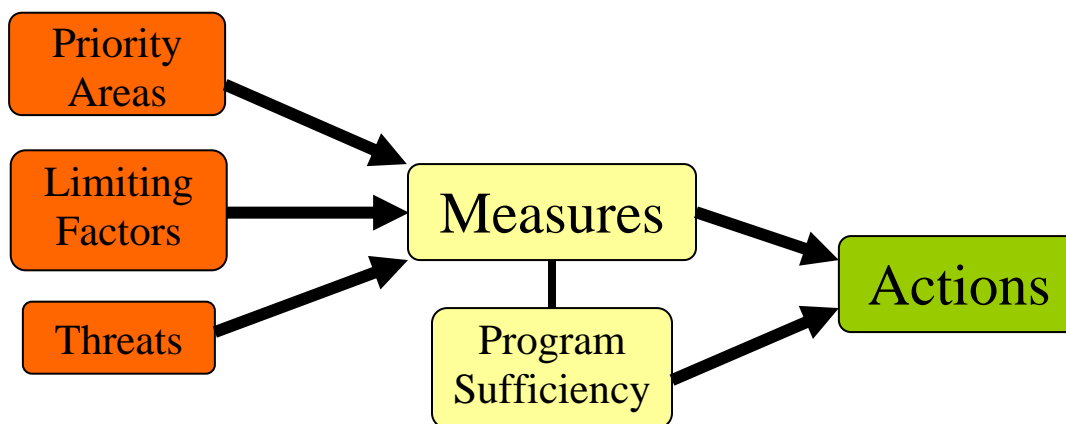 Priority
Areas
Limiting
Factors
Threats
Measures
Program
Sufficiency
Actions